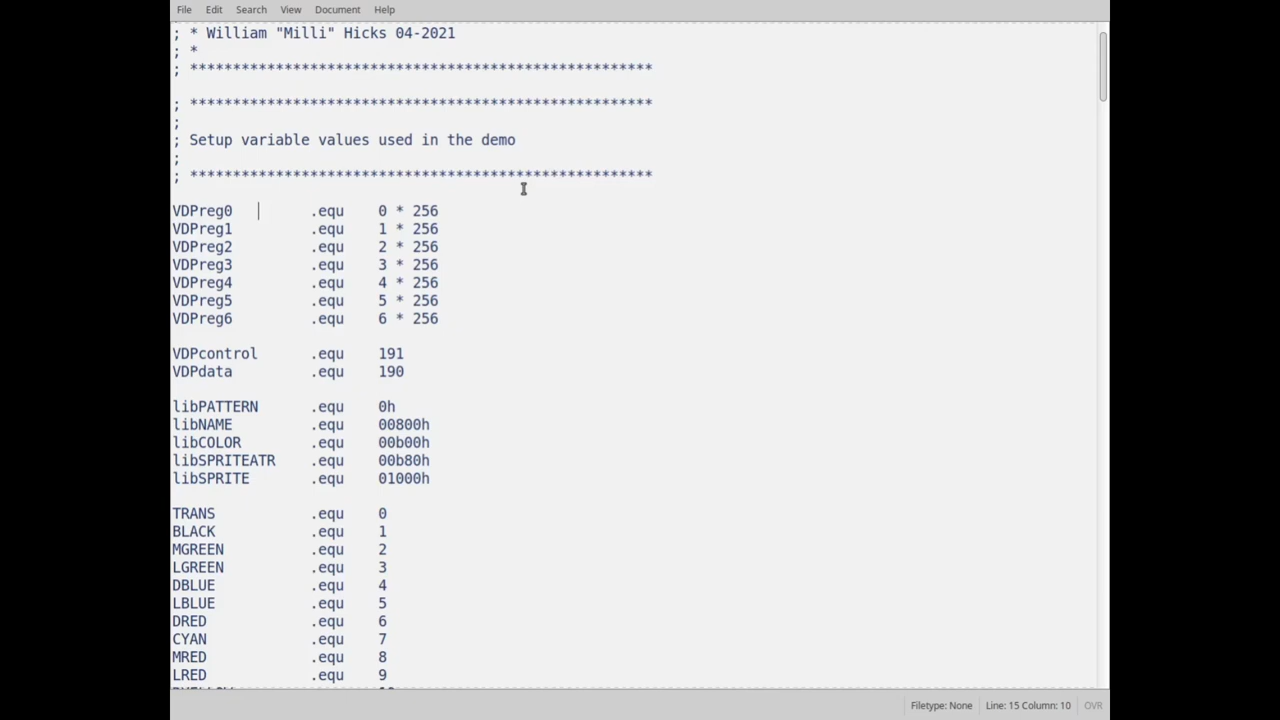 File Edit Search View Document Help
; * William "Milli" Hicks 04-2021
; *
; ******************************************************
; ******************************************************
;
; Setup variable values used in the demo
;
; ******************************************************
VDPreg0 .equ 0 * 256
VDPreg1 .equ 1 * 256
VDPreg2 .equ 2 * 256
VDPreg3 .equ 3 * 256
VDPreg4 .equ 4 * 256
VDPreg5 .equ 5 * 256
VDPreg6 .equ 6 * 256
VDPcontrol .equ 191
VDPdata .equ 190
libPATTERN .equ 0h
libNAME .equ 00800h
libCOLOR .equ 00b00h
libSPRITEATR .equ 00b80h
libSPRITE .equ 01000h
TRANS .equ 0
BLACK .equ 1
MGREEN .equ 2
LGREEN .equ 3
DBLUE .equ 4
LBLUE .equ 5
DRED .equ 6
CYAN .equ 7
MRED .equ 8
LRED .equ 9
Filetype: None Line: 15 Column: 10 OVR